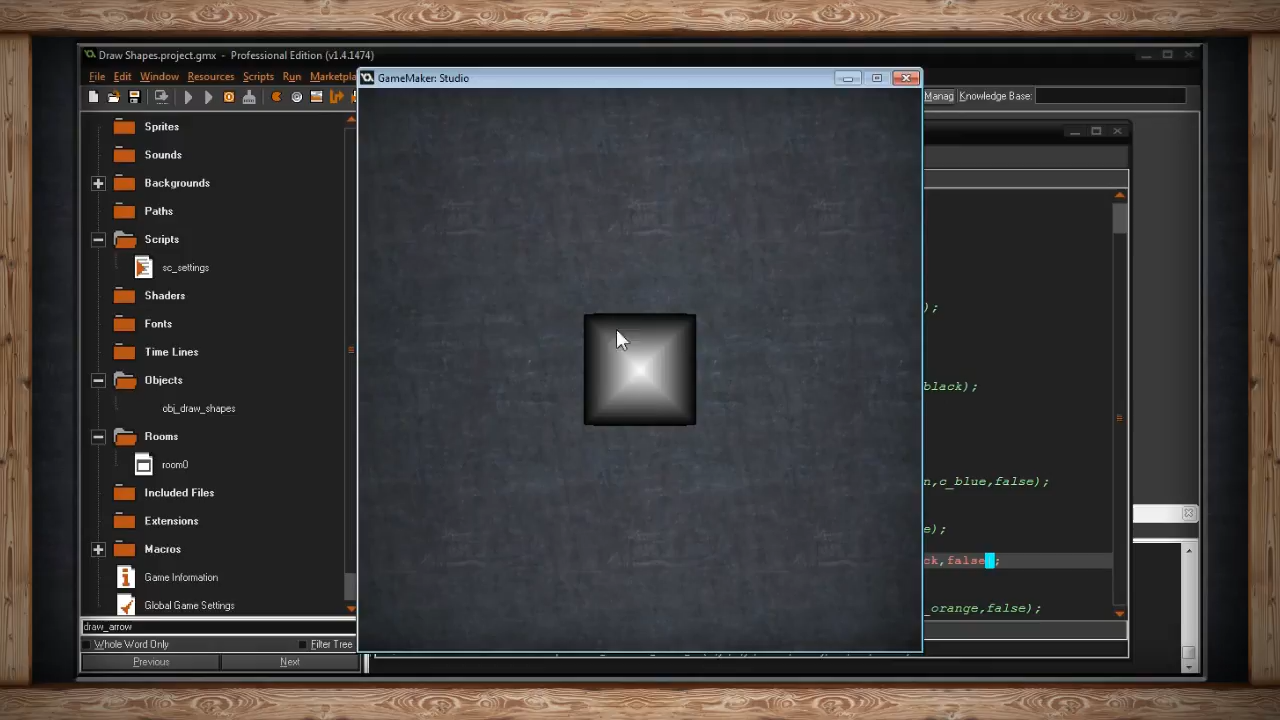 Draw Shapes.project.gmx - Professional Edition (v1.4.1474)
File Edit Window Resources Scripts Run Marketpla
Manag Knowledge Base:
GameMaker: Studio
Sprites
Sounds
Backgrounds
Paths
Scripts
sc_settings
Shaders
Fonts
Time Lines
Objects
obj_draw_shapes
Rooms
room0
Included Files
Extensions
Macros
Game Information
Global Game Settings
draw_arrow
Whole Word Only Filter Tree
Previous Next
);
black);
n,c_blue,false);
e);
ck,false);
_orange,false);